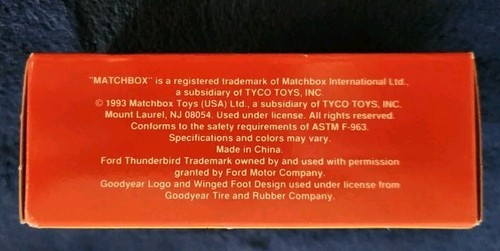 "MATCHBOX" is a registered trademark of Matchbox International Ltd.,
a subsidiary of TYCO TOYS, INC.
© 1993 Matchbox Toys (USA) Ltd., a subsidiary of TYCO TOYS, INC.
Mount Laurel, NJ 08054. Used under license. All rights reserved.
Conforms to the safety requirements of ASTM F-963.
Specifications and colors may vary.
Made in China.
Ford Thunderbird Trademark owned by and used with permission
granted by Ford Motor Company.
Goodyear Logo and Winged Foot Design used under license from
Goodyear Tire and Rubber Company.